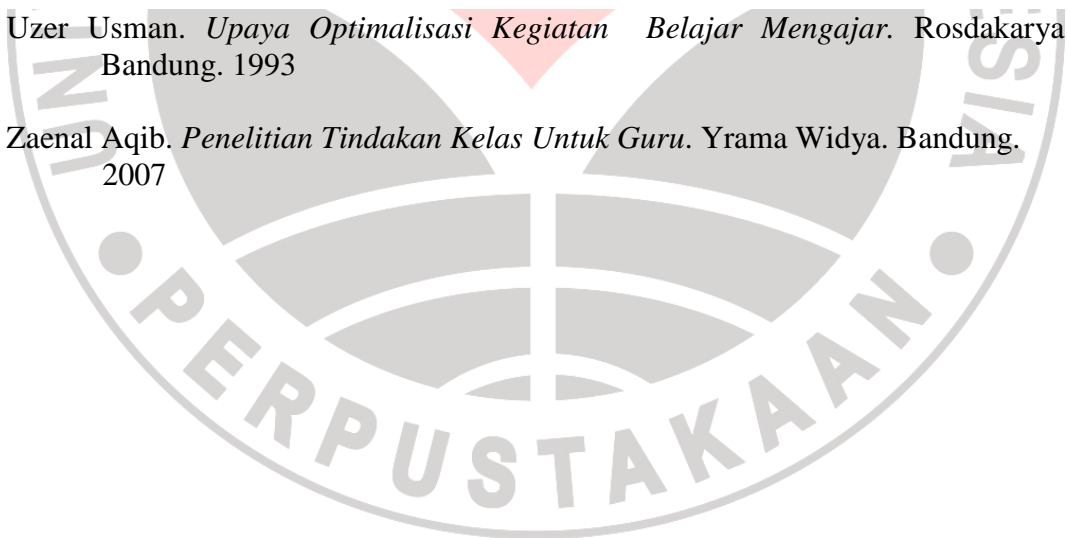 Uzer Usman. Upaya Optimalisasi Kegiatan Belajar Mengajar. Rosdakarya
Bandung. 1993
Zaenal Aqib. Penelitian Tindakan Kelas Untuk Guru. Yrama Widya. Bandung.
2007
PERPUSTAKAAN